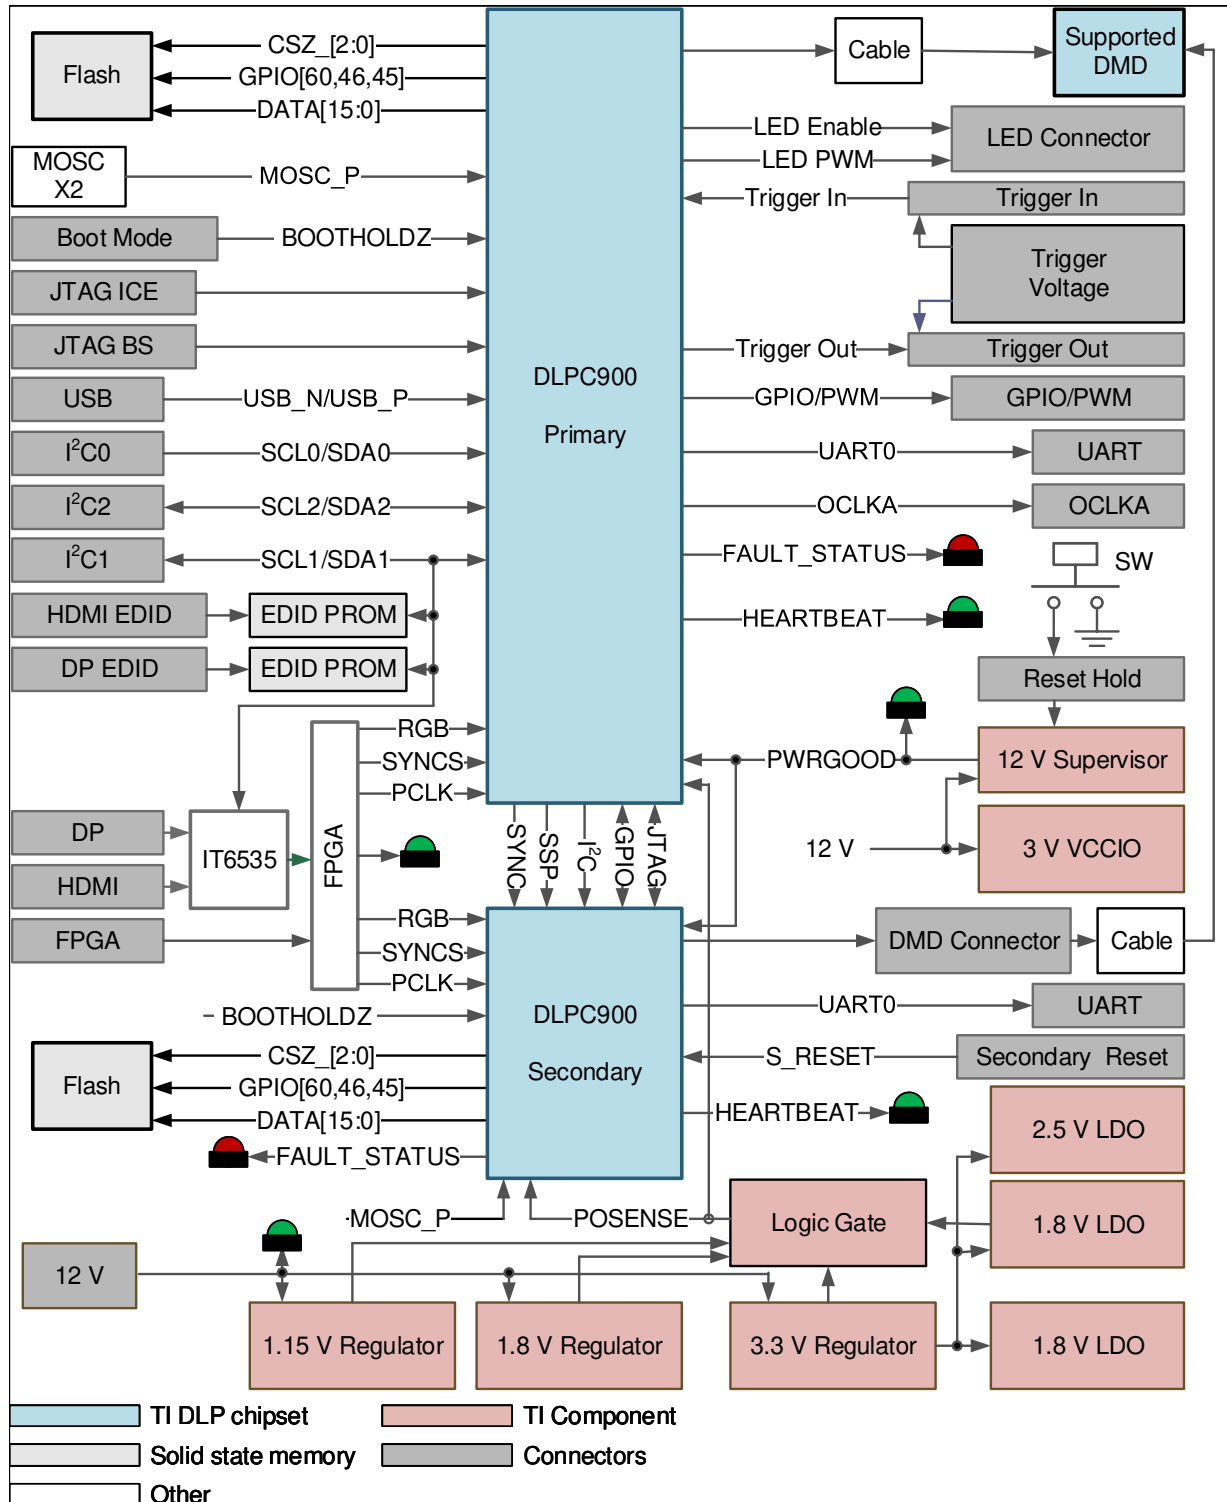 CSZ_[2:0]
Flash
GPIO[60,46,45]
DATA[15:0]
Cable
Supported
DMD
LED Enable
LED PWM
LED Connector
MOSC
X2
MOSC_P
Trigger In
Trigger In
Boot Mode
BOOTHOLDZ
Trigger
Voltage
JTAG ICE
JTAG BS
Trigger Out
Trigger Out
DLPC900
Primary
USB
USB_N/USB_P
GPIO/PWM
GPIO/PWM
I²C0
SCL0/SDA0
UART0
UART
I²C2
SCL2/SDA2
OCLKA
OCLKA
I²C1
SCL1/SDA1
FAULT_STATUS
SW
HDMI EDID
EDID PROM
HEARTBEAT
DP EDID
EDID PROM
Reset Hold
RGB
SYNCS
PCLK
PWRGOOD
12 V Supervisor
DP
HDMI
FPGA
IT6535
FPGA
SYNC
SSP
I²C
GPIO
JTAG
12 V
3 V VCCIO
RGB
SYNCS
PCLK
DMD Connector
Cable
BOOTHOLDZ
DLPC900
Secondary
UART0
UART
CSZ_[2:0]
Flash
GPIO[60,46,45]
DATA[15:0]
S_RESET
Secondary Reset
HEARTBEAT
FAULT_STATUS
2.5 V LDO
MOSC_P
POSENSE
Logic Gate
1.8 V LDO
12 V
1.15 V Regulator
1.8 V Regulator
3.3 V Regulator
1.8 V LDO
TI DLP chipset
TI Component
Solid state memory
Connectors
Other